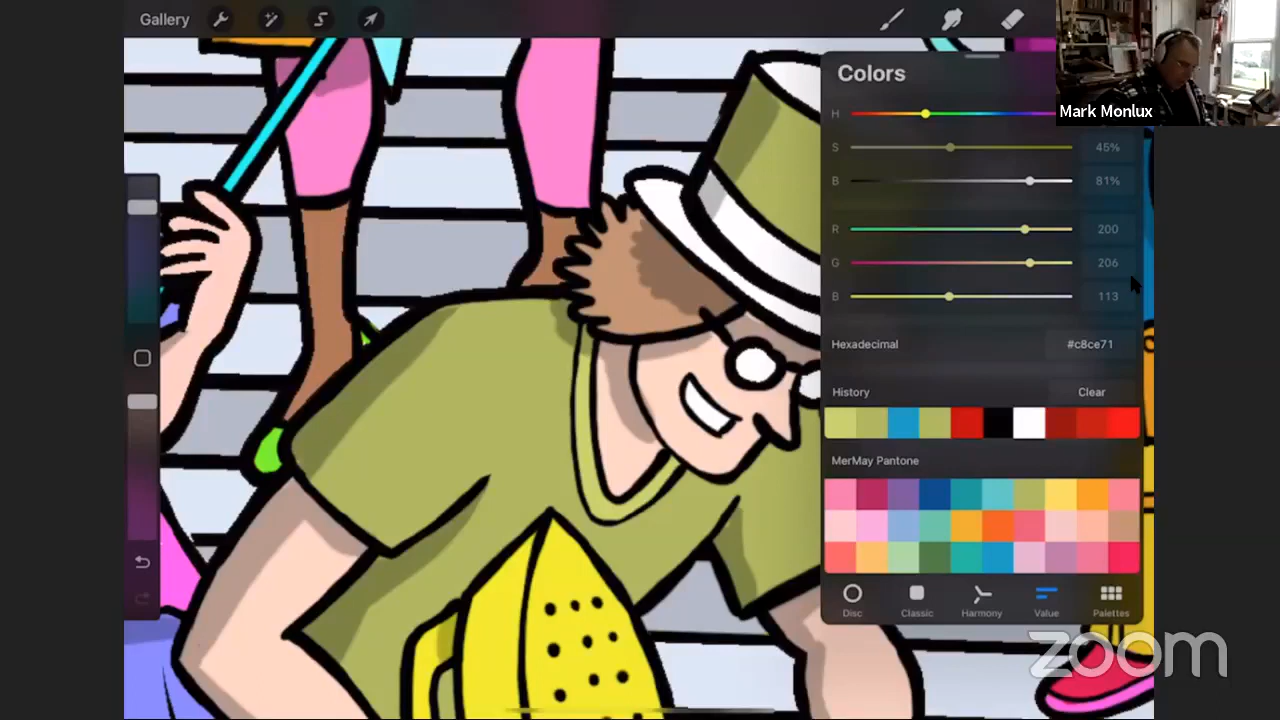 Gallery
Colors
Mark Monlux
H
S 45%
B 81%
R 200
G 206
B 113
Hexadecimal #c8ce71
History Clear
MerMay Pantone
Disc Classic Harmony Value Palettes
zoom